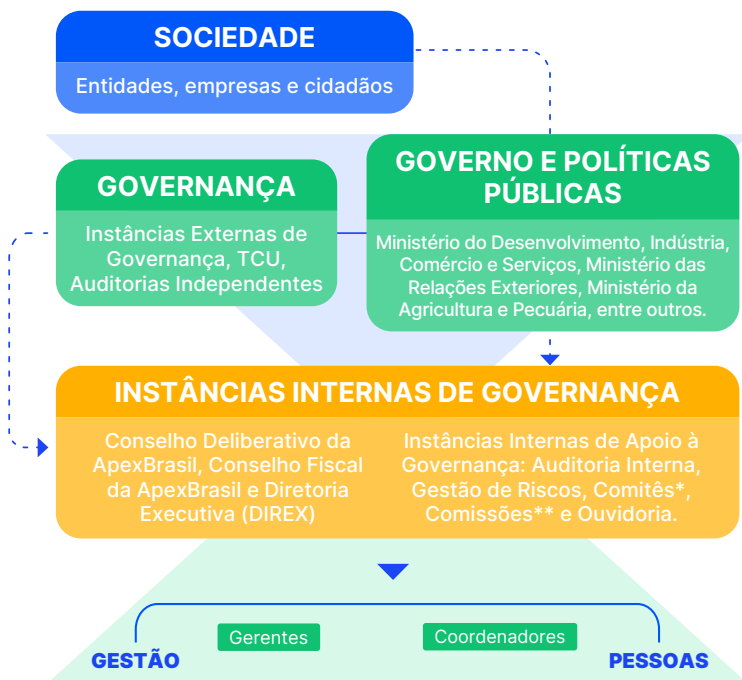 SOCIEDADE
Entidades, empresas e cidadãos
GOVERNANÇA
Instâncias Externas de
Governança, TCU,
Auditorias Independentes
GOVERNO E POLÍTICAS
PÚBLICAS
Ministério do Desenvolvimento, Indústria,
Comércio e Serviços, Ministério das
Relações Exteriores, Ministério da
Agricultura e Pecuária, entre outros.
INSTÂNCIAS INTERNAS DE GOVERNANÇA
Conselho Deliberativo da
ApexBrasil, Conselho Fiscal
da ApexBrasil e Diretoria
Executiva (DIREX)
Instâncias Internas de Apoio à
Governança: Auditoria Interna,
Gestão de Riscos, Comitês*,
Comissões** e Ouvidoria.
Gerentes
Coordenadores
GESTÃO
PESSOAS